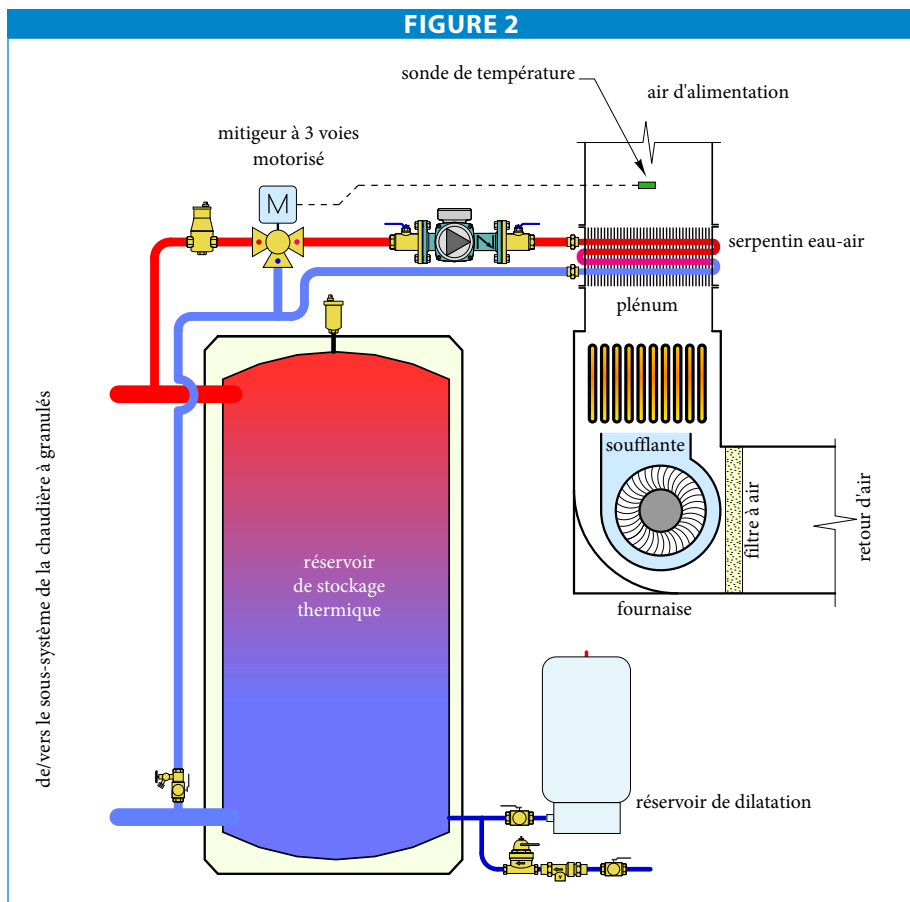 FIGURE 2
sonde de température
air d'alimentation
mitigeur à 3 voies
motorisé
M
serpentin eau-air
plénum
soufflante
filtre à air
retour d'air
fournaise
réservoir
de stockage
thermique
de/vers le sous-système de la chaudière à granulés
réservoir de dilatation